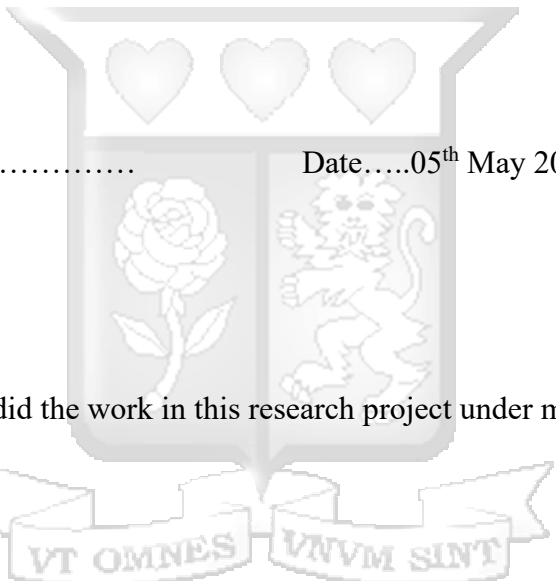 ………… Date…..05th May 20
did the work in this research project under m
VT OMNES VNVM SINT